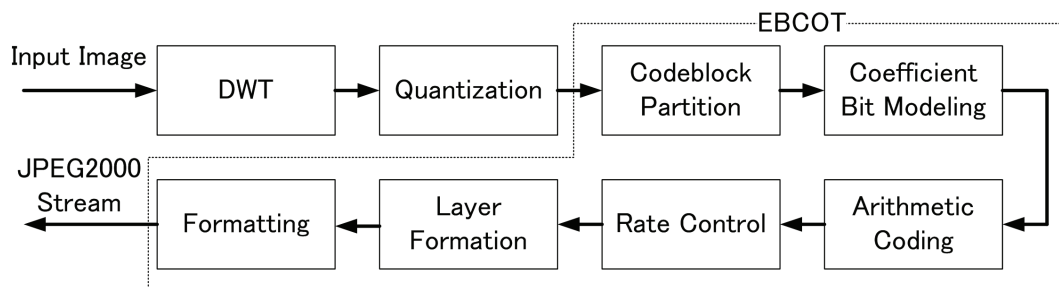 EBCOT
Input Image
DWT
Quantization
Codeblock
Partition
Coefficient
Bit Modeling
JPEG2000
Stream
Formatting
Layer
Formation
Rate Control
Arithmetic
Coding